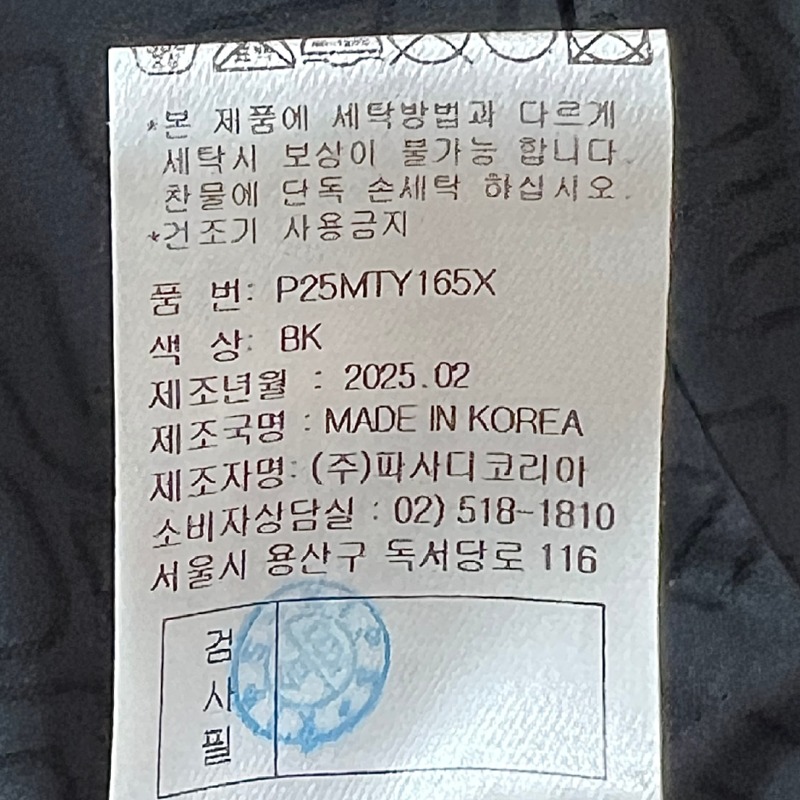 *본 제품에 세탁방법과 다르게
세탁시 보상이 불가능 합니다.
찬물에 단독 손세탁 하십시오.
*건조기 사용금지
품 번: P25MTY165X
색 상: BK
제조년월 : 2025.02
제조국명 : MADE IN KOREA
제조자명: (주)파사디코리아
소비자상담실 : 02) 518-1810
서울시 용산구 독서당로 116
검
사
필